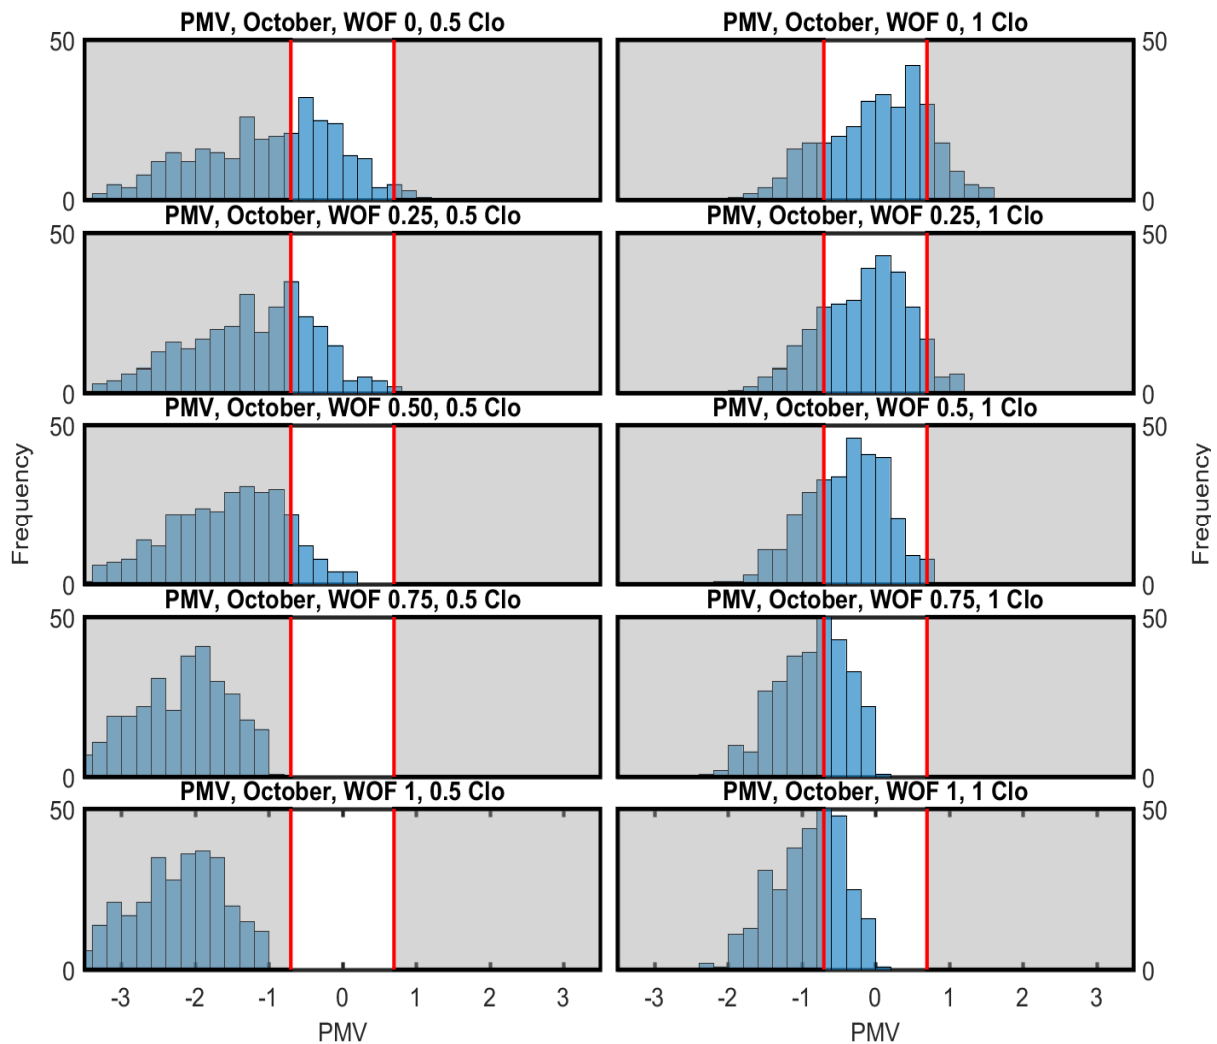 PMV, October, WOF 0, 0.5 Clo
PMV, October, WOF 0, 1 Clo
50
0
50
0
PMV, October, WOF 0.25, 0.5 Clo
PMV, October, WOF 0.25, 1 Clo
50
0
50
0
PMV, October, WOF 0.50, 0.5 Clo
PMV, October, WOF 0.5, 1 Clo
50
0
50
0
Frequency
Frequency
PMV, October, WOF 0.75, 0.5 Clo
PMV, October, WOF 0.75, 1 Clo
50
0
50
0
PMV, October, WOF 1, 0.5 Clo
PMV, October, WOF 1, 1 Clo
50
0
50
0
-3 -2 -1 0 1 2 3
-3 -2 -1 0 1 2 3
PMV
PMV